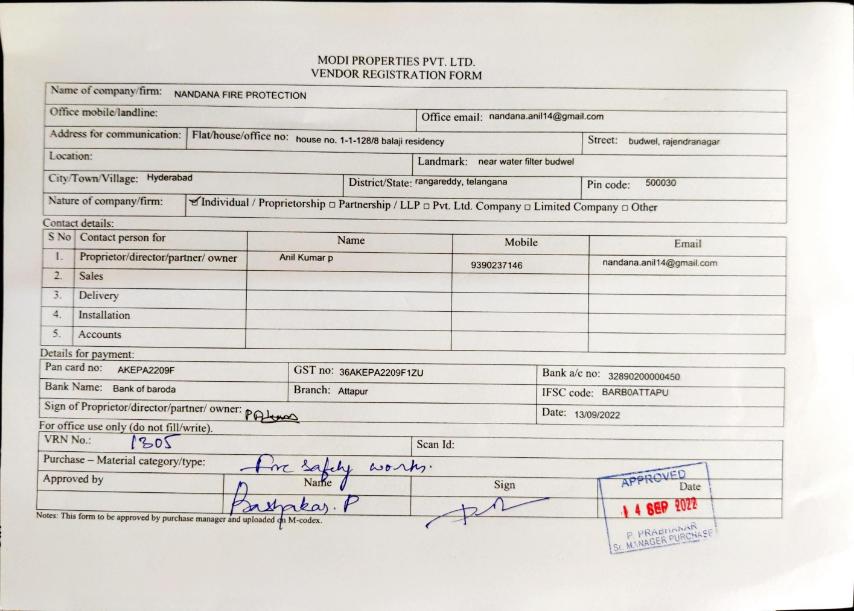 MODI PROPERTIES PVT. LTD.
VENDOR REGISTRATION FORM
Name of company/firm: NANDANA FIRE PROTECTION
Office mobile/landline: Office email: nandana.anil14@gmail.com
Address for communication: Flat/house/office no: house no. 1-1-128/8 balaji residency Street: budwel, rajendranagar
Location: Landmark: near water filter budwel
City/Town/Village: Hyderabad District/State: rangareddy, telangana Pin code: 500030
Nature of company/firm: ☑ Individual / Proprietorship □ Partnership / LLP □ Pvt. Ltd. Company □ Limited Company □ Other
Contact details:
S No Contact person for Name Mobile Email
1. Proprietor/director/partner/ owner Anil Kumar p 9390237146 nandana.anil14@gmail.com
2. Sales
3. Delivery
4. Installation
5. Accounts
Details for payment:
Pan card no: AKEPA2209F GST no: 36AKEPA2209F1ZU Bank a/c no: 32890200000450
Bank Name: Bank of baroda Branch: Attapur IFSC code: BARB0ATTAPU
Sign of Proprietor/director/partner/ owner: Date: 13/09/2022
For office use only (do not fill/write).
VRN No.: 1305 Scan Id:
Purchase – Material category/type: Fire safety works.
Approved by Name Sign Date
APPROVED
14 SEP 2022
P. PRABHAKAR
Sr. MANAGER PURCHASE
Notes: This form to be approved by purchase manager and uploaded on M-codex.